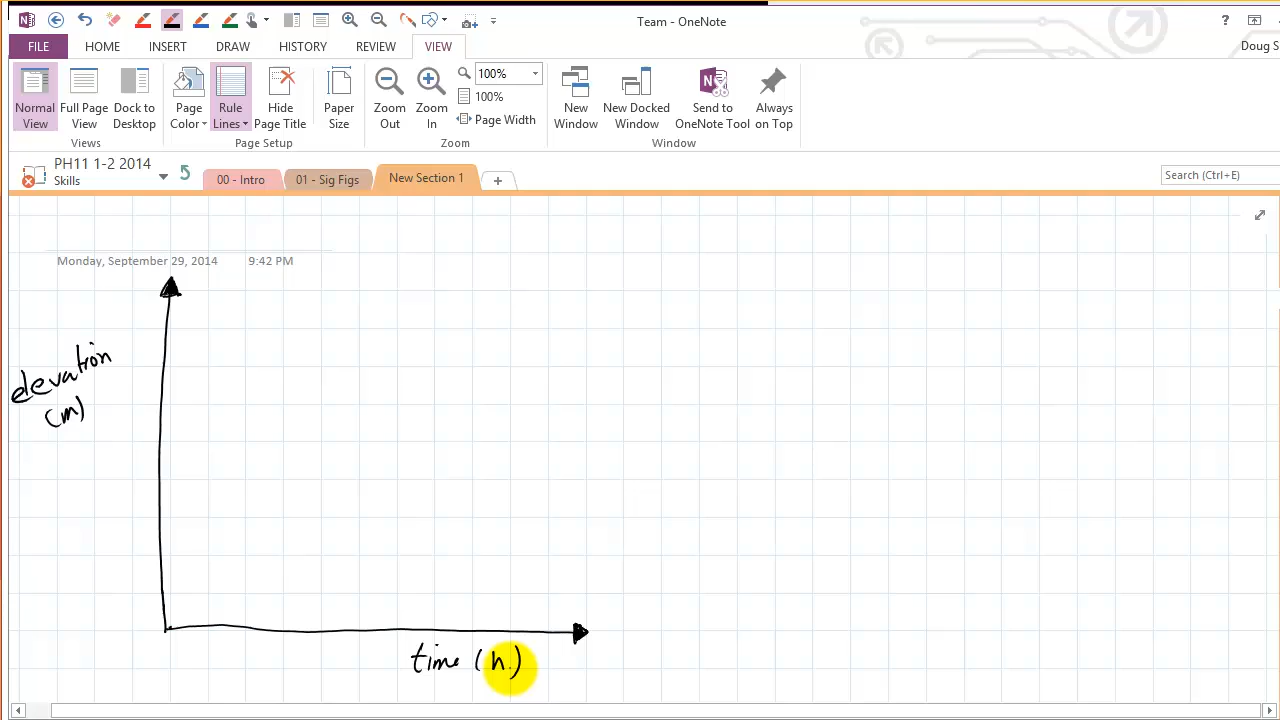 Team - OneNote
?
FILE HOME INSERT DRAW HISTORY REVIEW VIEW
Doug S
Normal View
Full Page View
Dock to Desktop
Views
Page Color
Rule Lines
Hide Page Title
Paper Size
Page Setup
Zoom Out
Zoom In
100%
100%
Page Width
Zoom
New Window
New Docked Window
Send to OneNote Tool
Always on Top
Window
PH11 1-2 2014
Skills
00 - Intro
01 - Sig Figs
New Section 1
+
Search (Ctrl+E)
Monday, September 29, 2014 9:42 PM
elevation
(m)
time (h)